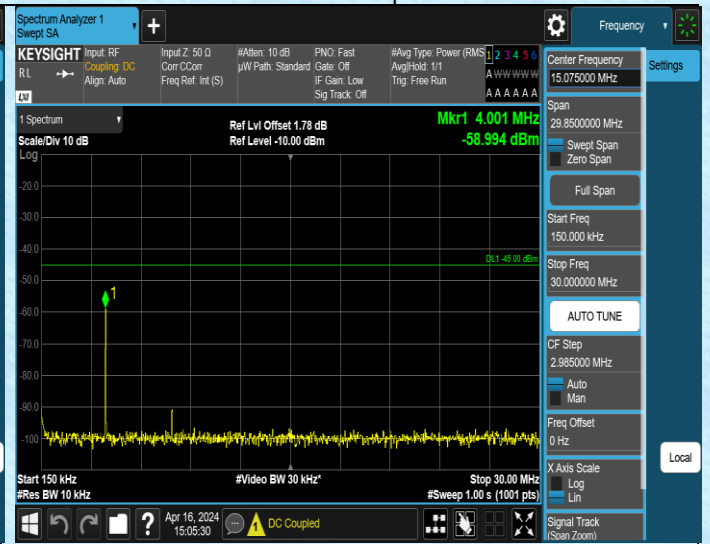 Spectrum Analyzer 1
Swept SA
+
Frequency
KEYSIGHT
RL
LXI
Input: RF
Coupling: DC
Align: Auto
Input Z: 50 Ω
Corr CCorr
Freq Ref: Int (S)
#Atten: 10 dB
µW Path: Standard
PNO: Fast
Gate: Off
IF Gain: Low
Sig Track: Off
#Avg Type: Power (RMS
Avg|Hold: 1/1
Trig: Free Run
1 2 3 4 5 6
A W W W W W
A A A A A A
1 Spectrum
Scale/Div 10 dB
Log
Ref Lvl Offset 1.78 dB
Ref Level -10.00 dBm
Mkr1 4.001 MHz
-58.994 dBm
-20.0
-30.0
-40.0
DL1 -45.00 dBm
-50.0
1
-60.0
-70.0
-80.0
-90.0
-100
Start 150 kHz
#Res BW 10 kHz
#Video BW 30 kHz*
Stop 30.00 MHz
#Sweep 1.00 s (1001 pts)
?
Apr 16, 2024
15:05:30
1
DC Coupled
Center Frequency
15.075000 MHz
Settings
Span
29.8500000 MHz
Swept Span
Zero Span
Full Span
Start Freq
150.000 kHz
Stop Freq
30.000000 MHz
AUTO TUNE
CF Step
2.985000 MHz
Auto
Man
Freq Offset
0 Hz
X Axis Scale
Log
Lin
Signal Track
(Span Zoom)
Local